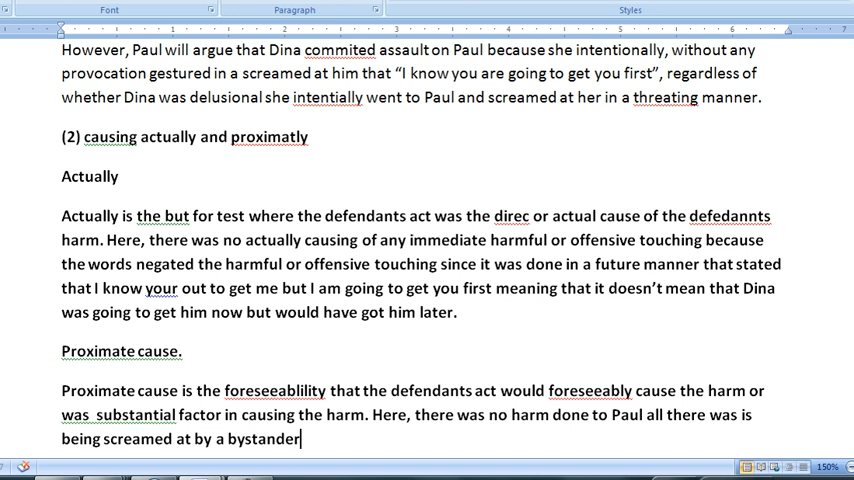 Font Paragraph Styles
1 2 3 4 5 6 7
However, Paul will argue that Dina commited assault on Paul because she intentionally, without any
provocation gestured in a screamed at him that “I know you are going to get you first”, regardless of
whether Dina was delusional she intentially went to Paul and screamed at her in a threating manner.
(2) causing actually and proximatly
Actually
Actually is the but for test where the defendants act was the direc or actual cause of the defedannts
harm. Here, there was no actually causing of any immediate harmful or offensive touching because
the words negated the harmful or offensive touching since it was done in a future manner that stated
that I know your out to get me but I am going to get you first meaning that it doesn’t mean that Dina
was going to get him now but would have got him later.
Proximate cause.
Proximate cause is the foreseeablility that the defendants act would foreseeably cause the harm or
was  substantial factor in causing the harm. Here, there was no harm done to Paul all there was is
being screamed at by a bystander
150%